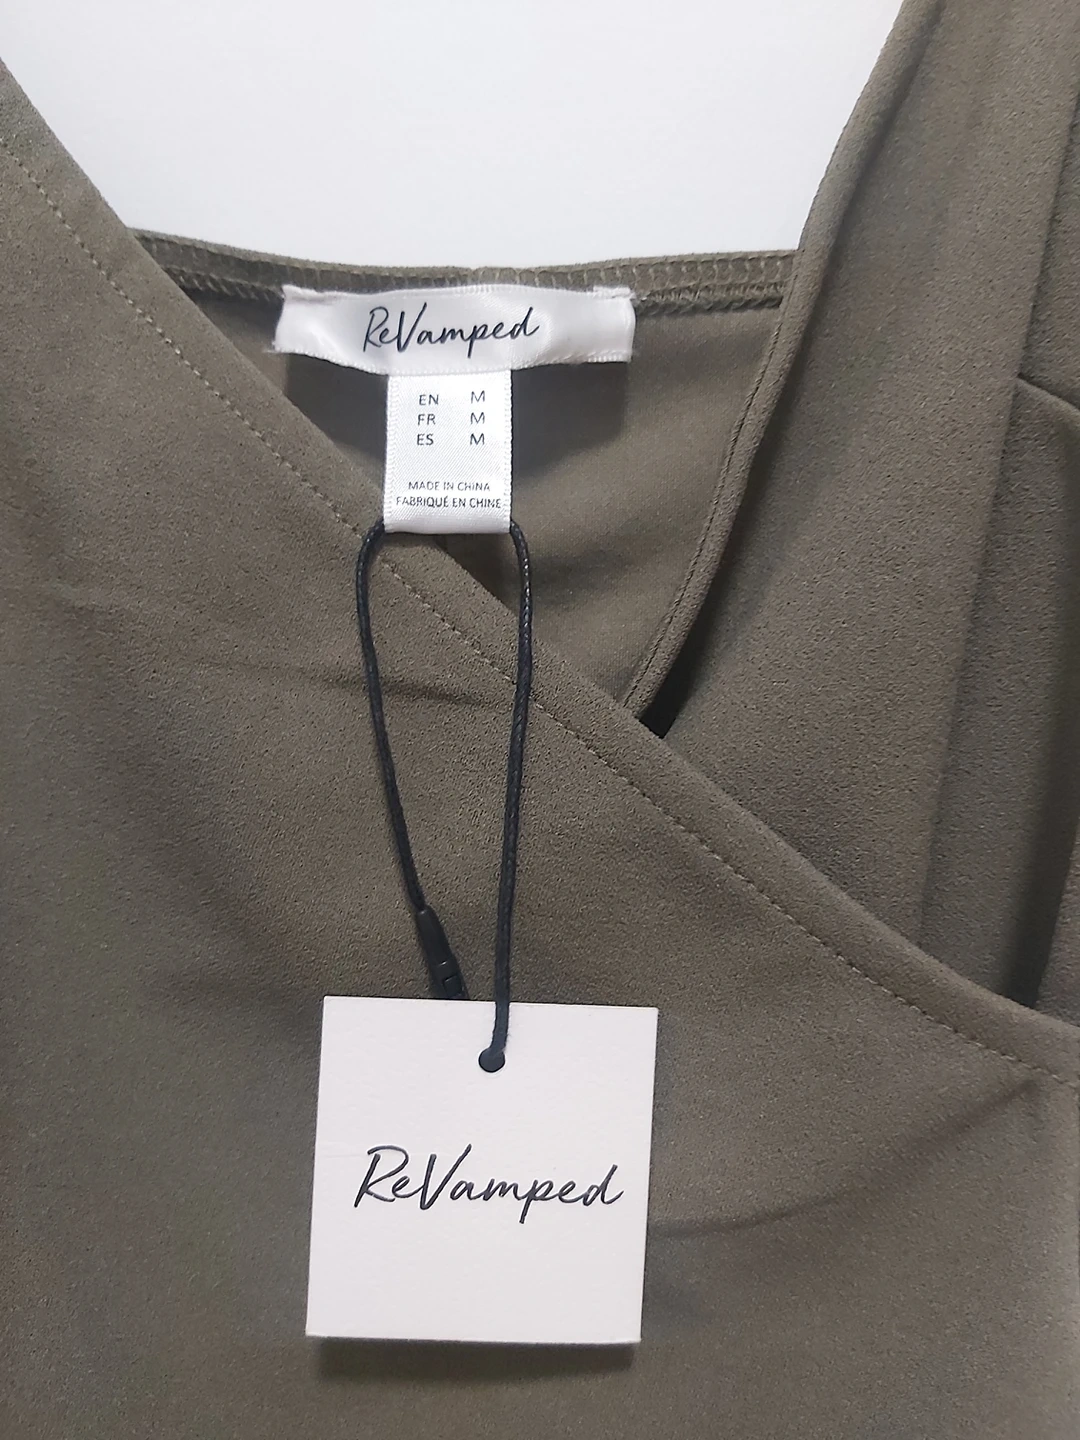 ReVamped
EN M
FR M
ES M
MADE IN CHINA
FABRIQUÉ EN CHINE
ReVamped